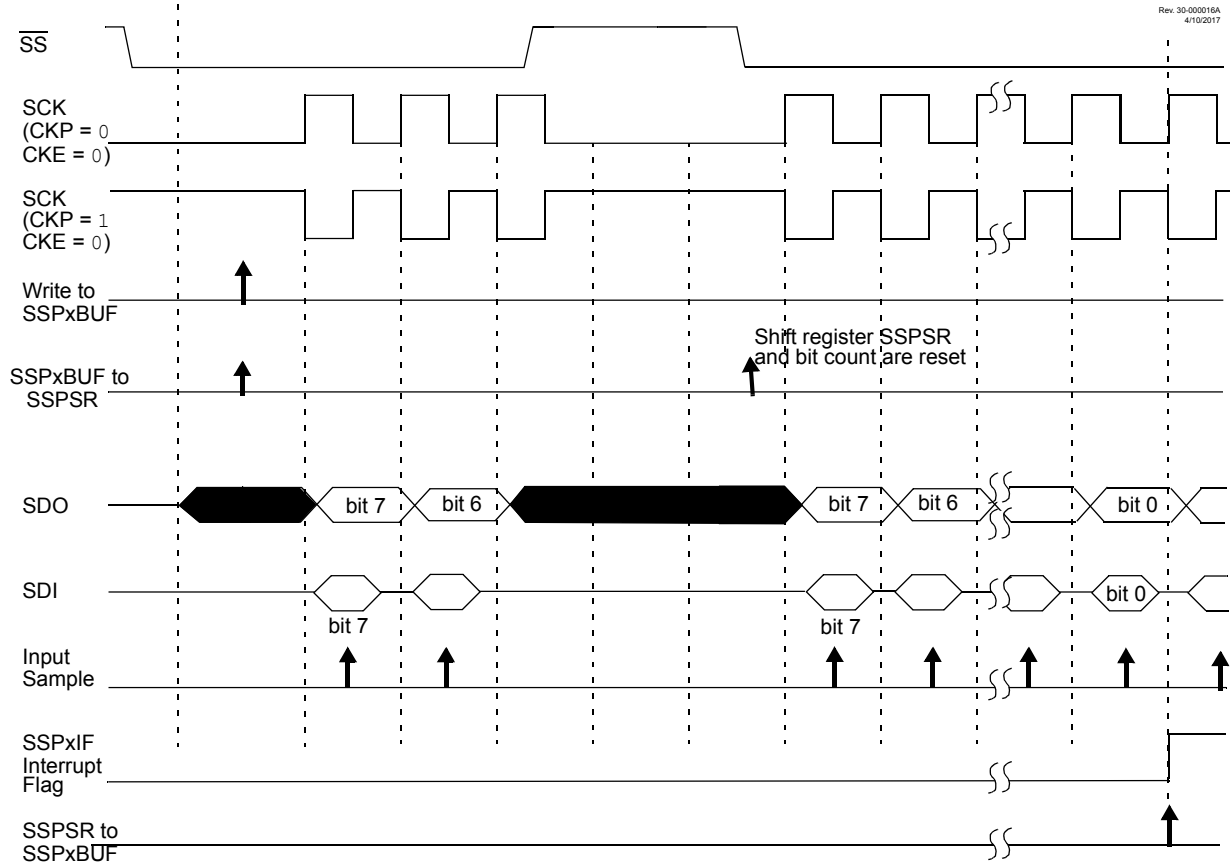 Rev. 30-000016A
4/10/2017
SS
SCK
(CKP = 0
CKE = 0)
SCK
(CKP = 1
CKE = 0)
Write to
SSPxBUF
Shift register SSPSR
and bit count are reset
SSPxBUF to
SSPSR
SDO
bit 7
bit 6
bit 7
bit 6
bit 0
SDI
bit 0
bit 7
bit 7
Input
Sample
SSPxIF
Interrupt
Flag
SSPSR to
SSPxBUF